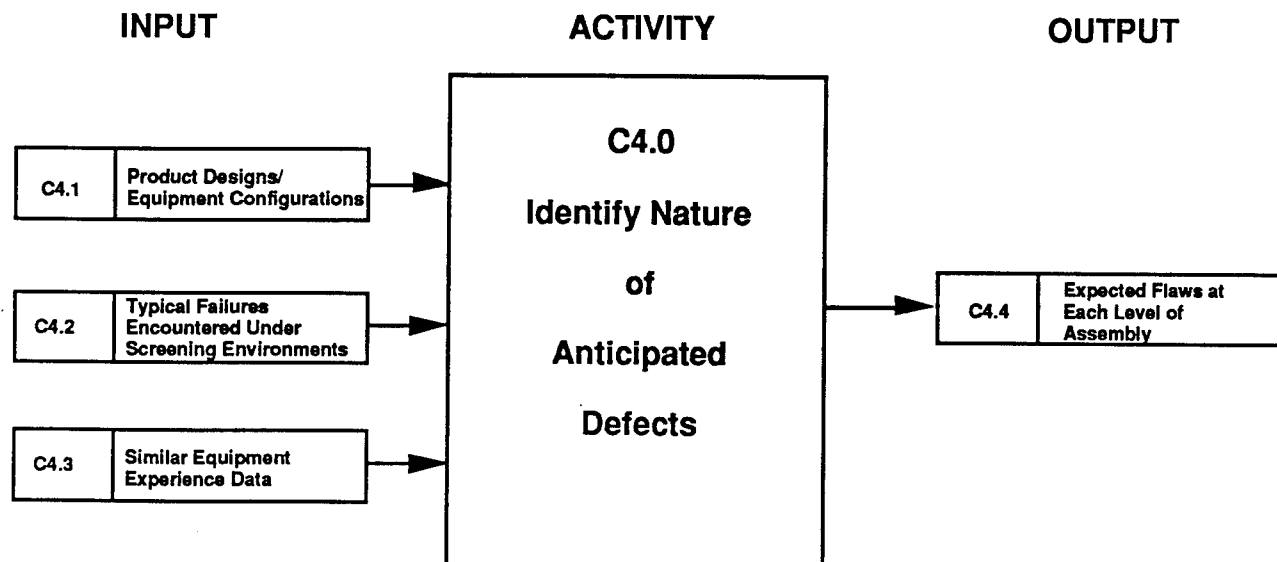 INPUT
ACTIVITY
OUTPUT
C4.1
Product Designs/
Equipment Configurations
C4.2
Typical Failures
Encountered Under
Screening Environments
C4.3
Similar Equipment
Experience Data
C4.0
Identify Nature
of
Anticipated
Defects
C4.4
Expected Flaws at
Each Level of
Assembly